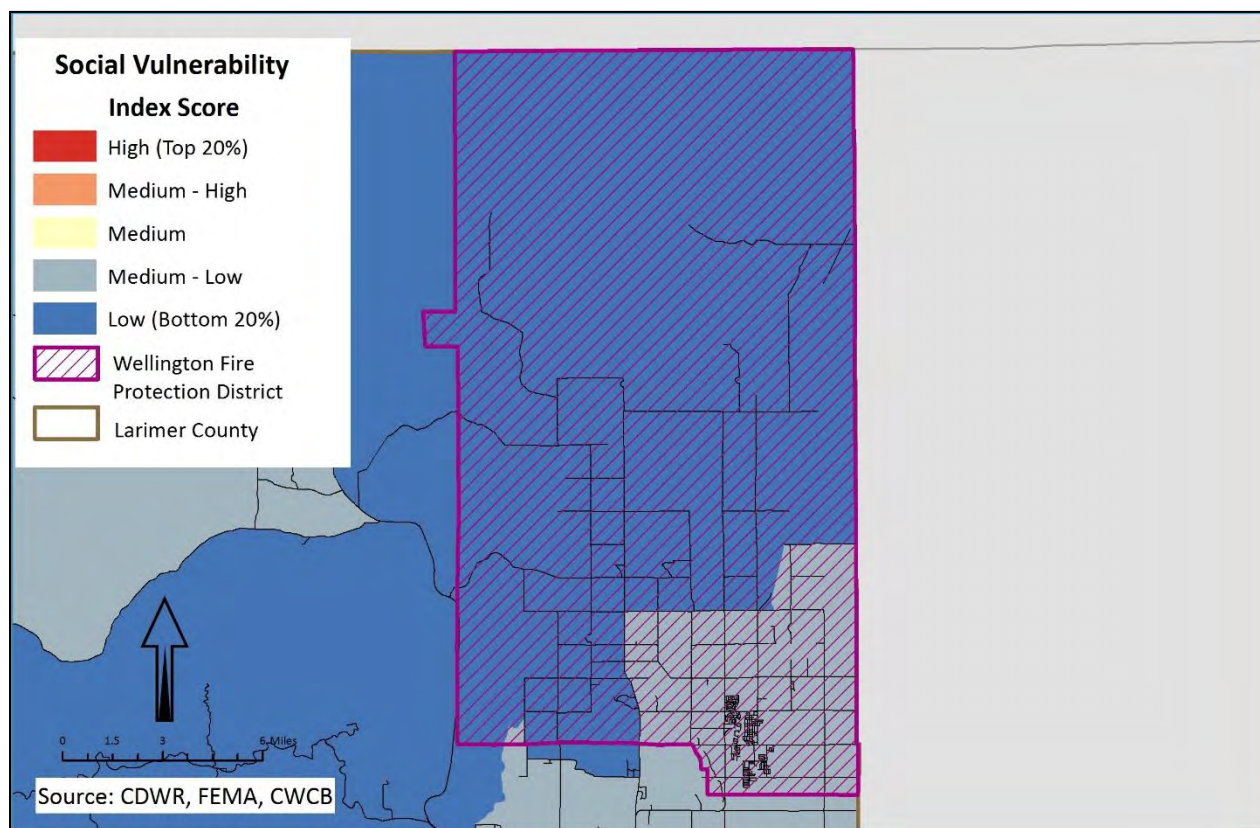 Social Vulnerability
Index Score
High (Top 20%)
Medium - High
Medium
Medium - Low
Low (Bottom 20%)
Wellington Fire
Protection District
Larimer County
0 1.5 3 6 Miles
Source: CDWR, FEMA, CWCB